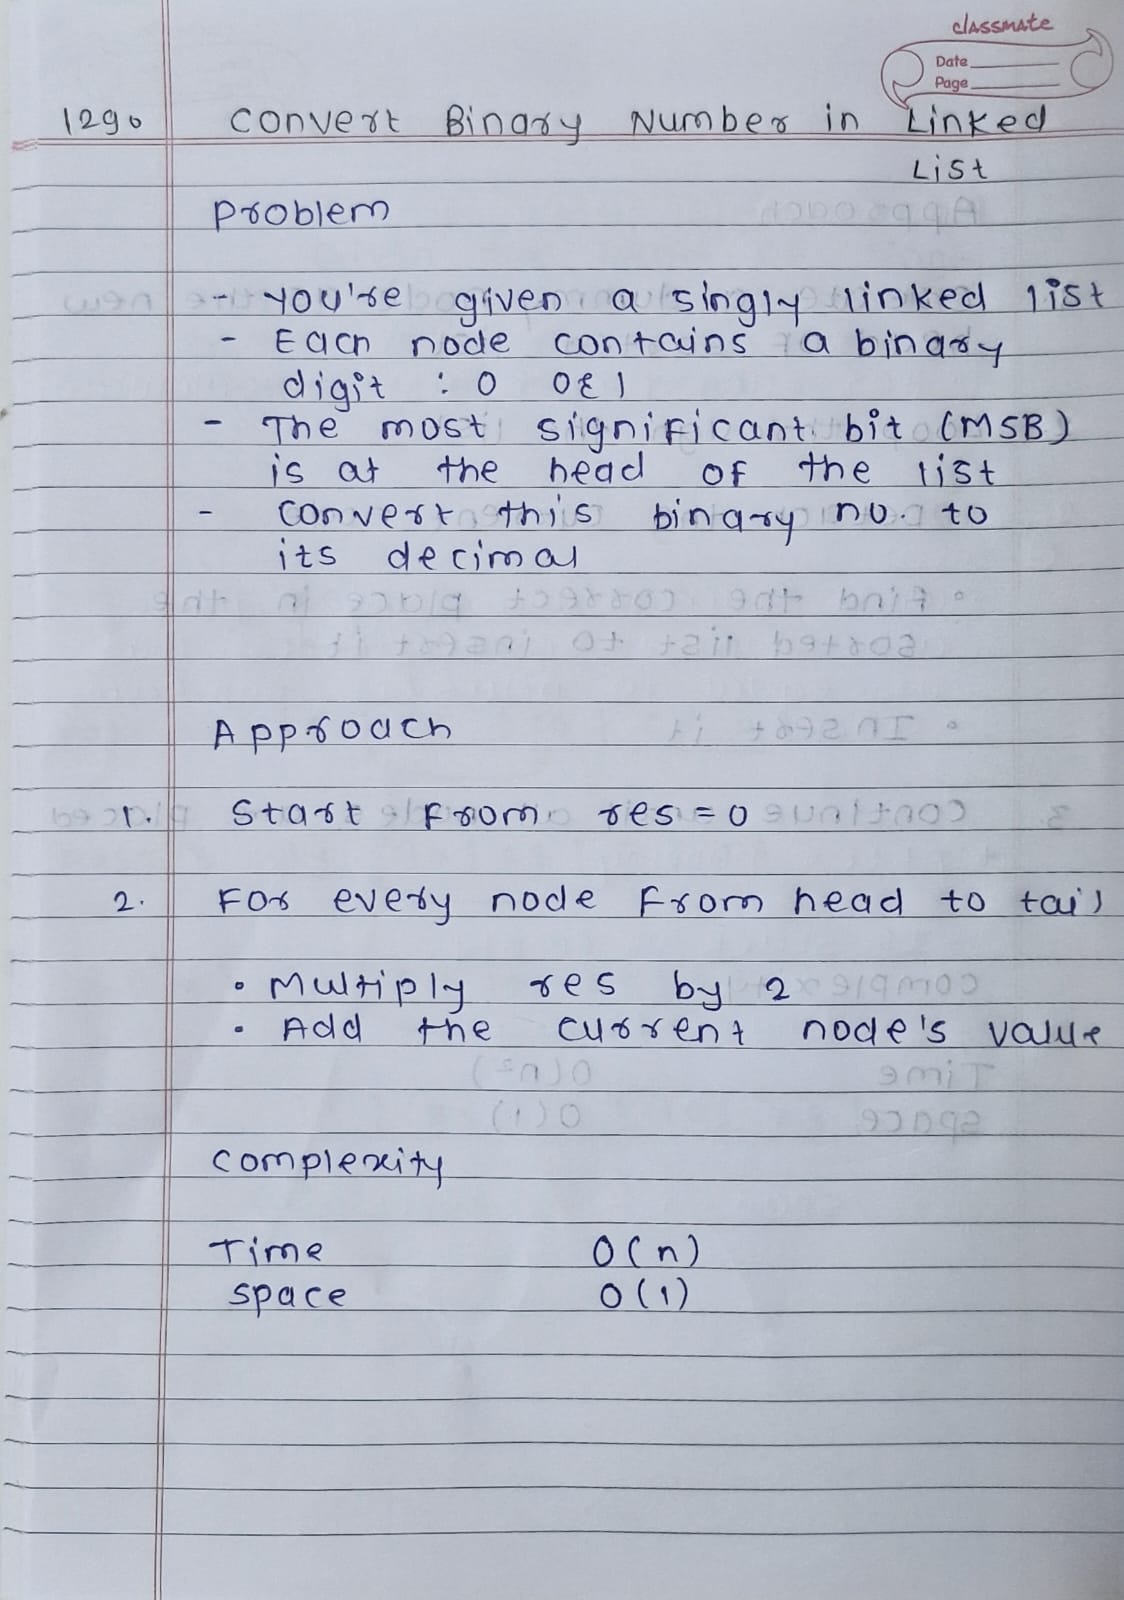 classmate
Date
Page
1290 Convert Binary Number in Linked
List
Problem
- You're given a singly linked list
- Each node contains a binary
digit : 0 OR 1
- The most significant bit (MSB)
is at the head of the list
- Convert this binary no. to
its decimal
Approach
1. Start from res = 0
2. For every node from head to tail
• Multiply res by 2
• Add the current node's value
Complexity
Time O(n)
Space O(1)